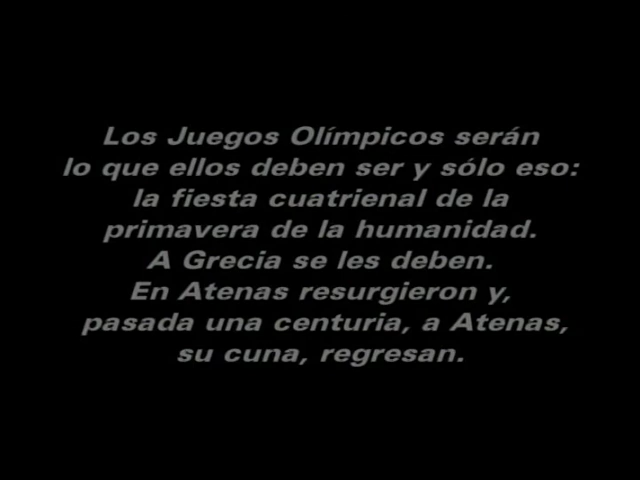 Los Juegos Olímpicos serán
lo que ellos deben ser y sólo eso:
la fiesta cuatrienal de la
primavera de la humanidad.
A Grecia se les deben.
En Atenas resurgieron y,
pasada una centuria, a Atenas,
su cuna, regresan.